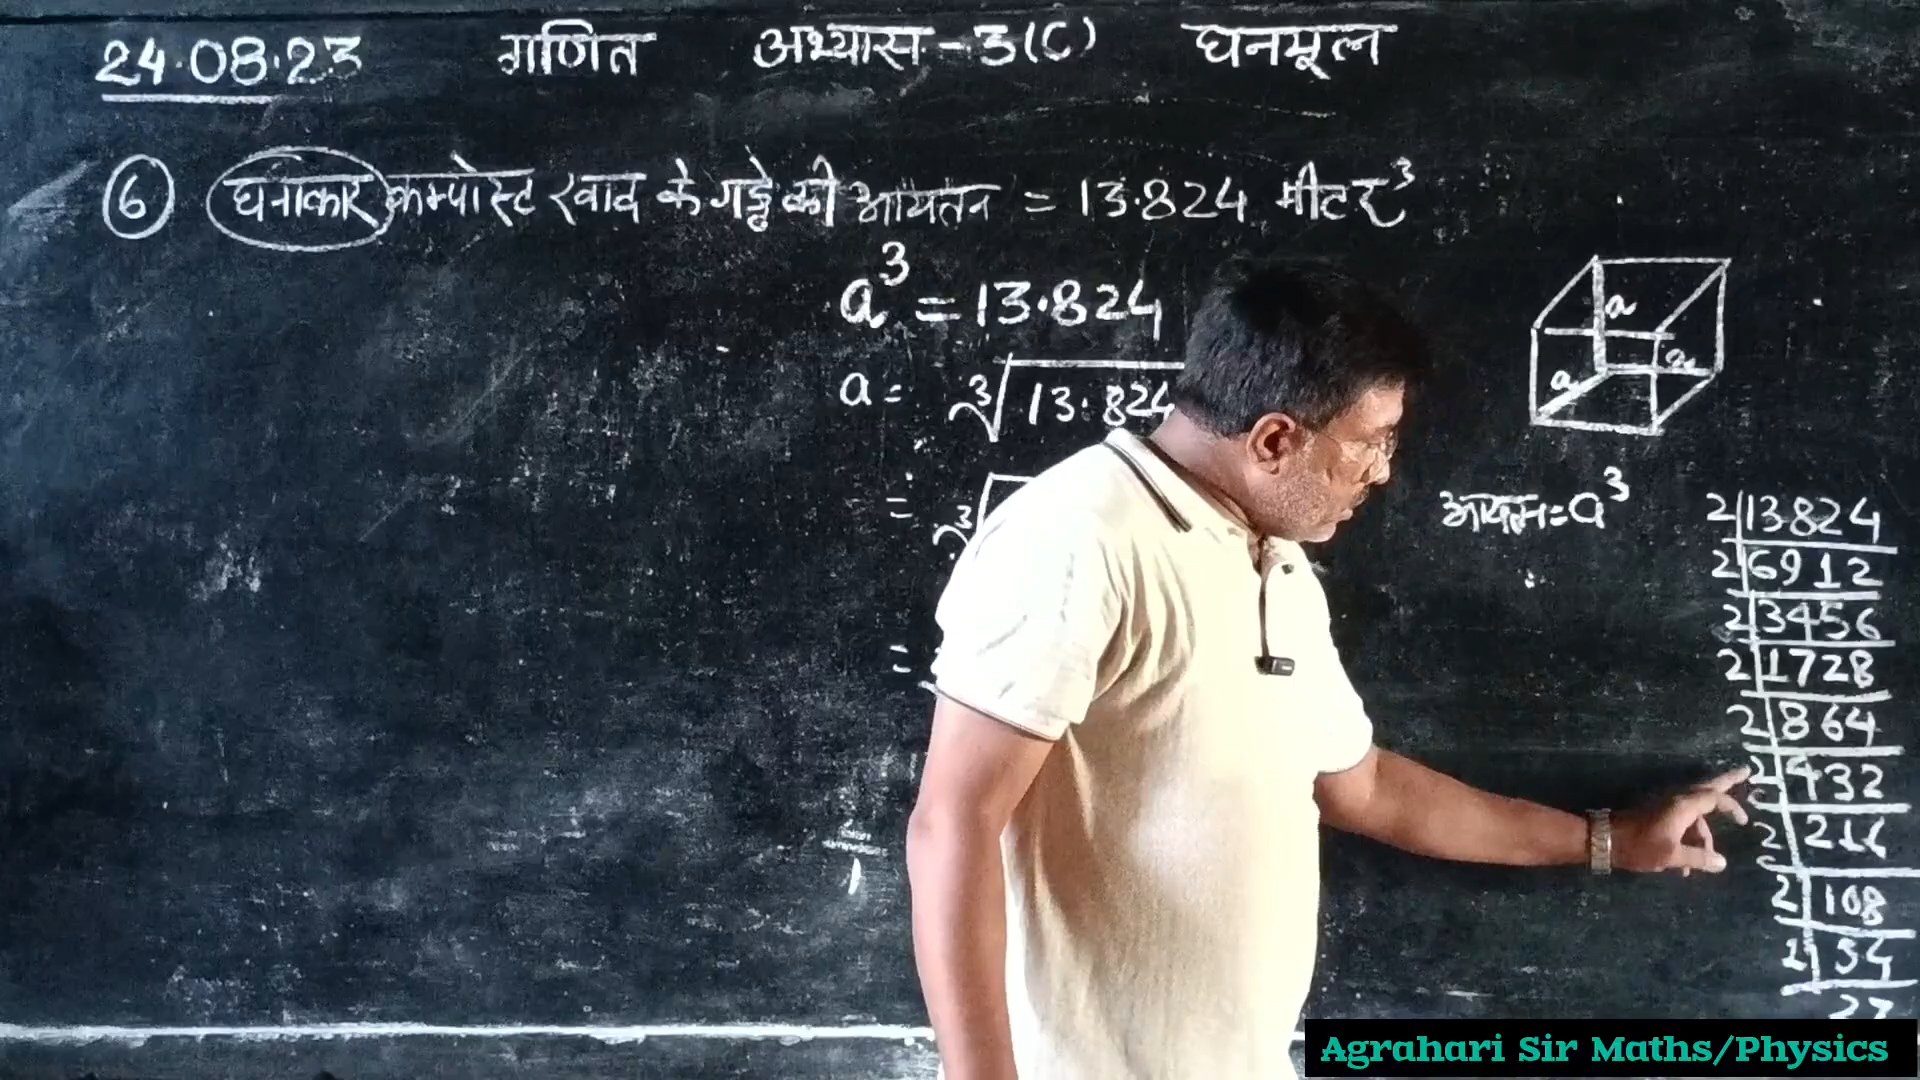 24.08.23 गणित अभ्यास-3(C) घनमूल
6 घनाकार कम्पोस्ट खाद के गड्ढे की आयतन = 13.824 मीटर³
a³ = 13.824
a = ∛13.824
= ∛
=
1
a
a
a
आयतन = a³
2|13824
2|6912
2|3456
2|1728
2|864
2|432
2|216
2|108
2|54
27
Agrahari Sir Maths/Physics